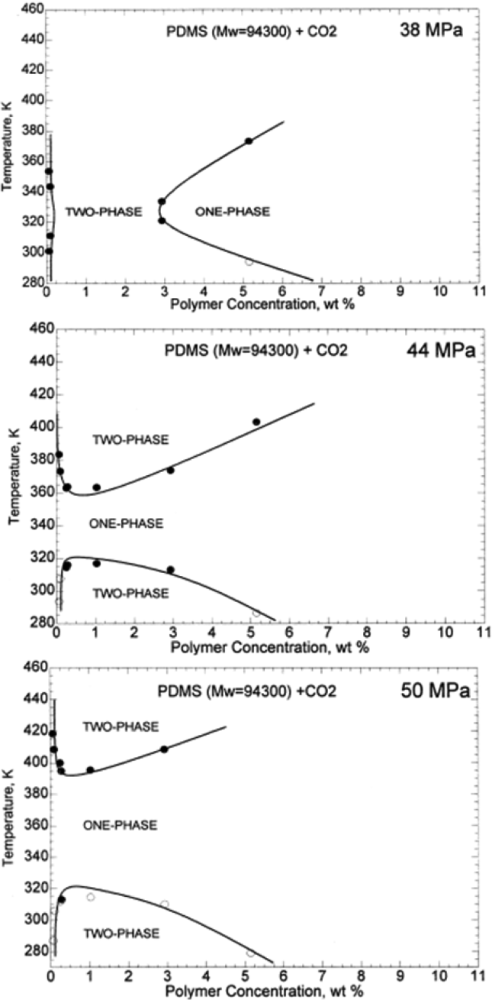 460
PDMS (Mw=94300) + CO2 38 MPa
440
420
400
380
360
340
TWO-PHASE ONE-PHASE
320
300
280
Temperature, K
0 1 2 3 4 5 6 7 8 9 10 11
Polymer Concentration, wt %
460
PDMS (Mw=94300) + CO2 44 MPa
440
420
400
TWO-PHASE
380
360
ONE-PHASE
340
320
300
TWO-PHASE
280
Temperature, K
0 1 2 3 4 5 6 7 8 9 10 11
Polymer Concentration, wt %
460
PDMS (Mw=94300) +CO2 50 MPa
440
TWO-PHASE
420
400
380
360
ONE-PHASE
340
320
300
TWO-PHASE
280
Temperature, K
0 1 2 3 4 5 6 7 8 9 10 11
Polymer Concentration, wt %